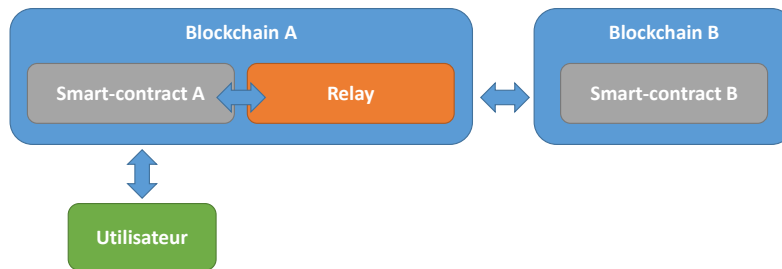 Blockchain A
Blockchain B
Smart-contract A
Relay
Smart-contract B
Utilisateur